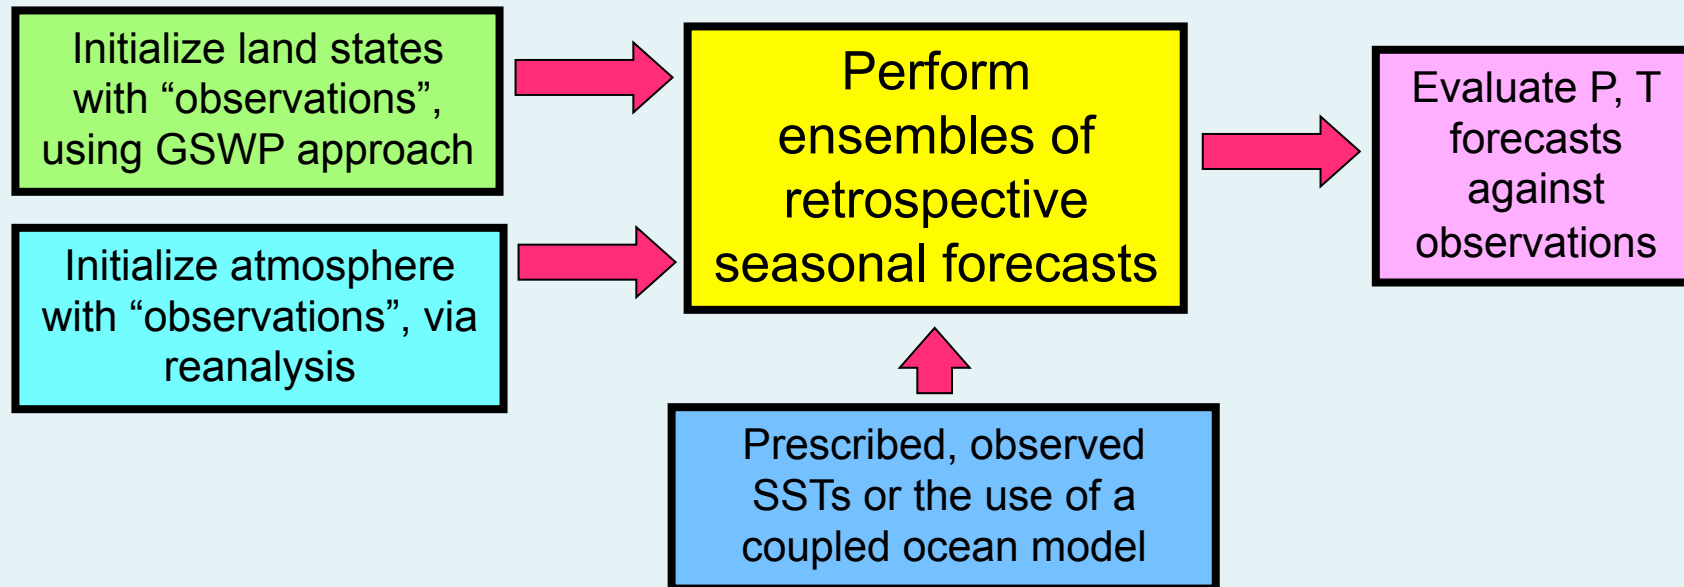 Initialize land states
with “observations”,
using GSWP approach
Initialize atmosphere
with “observations”, via
reanalysis
Perform
ensembles of
retrospective
seasonal forecasts
Prescribed, observed
SSTs or the use of a
coupled ocean model
Evaluate P, T
forecasts
against
observations